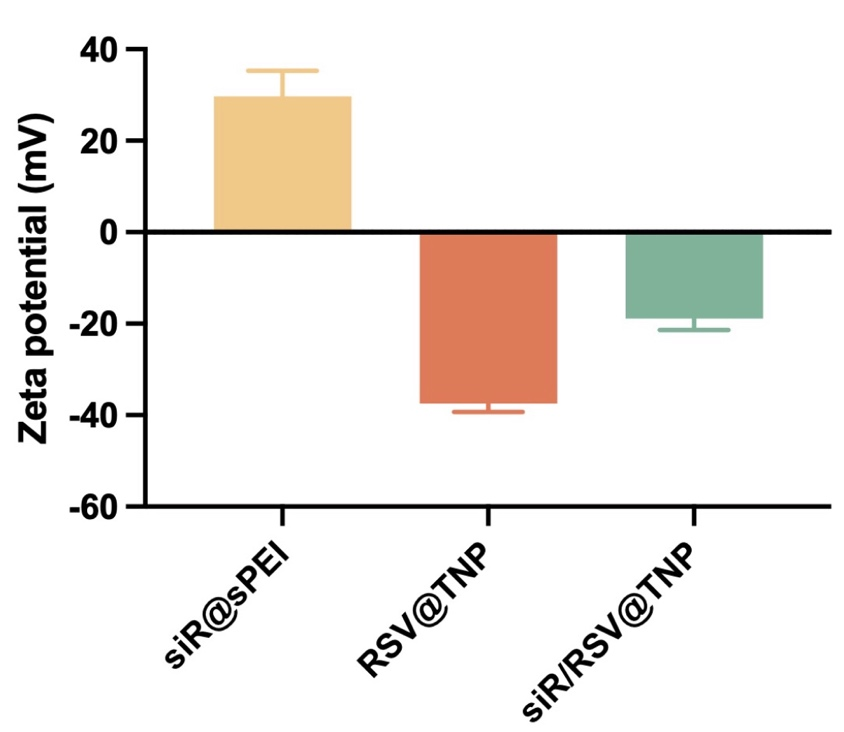 Zeta potential (mV)
40
20
0
-20
-40
-60
siR@sPEI
RSV@TNP
siR/RSV@TNP